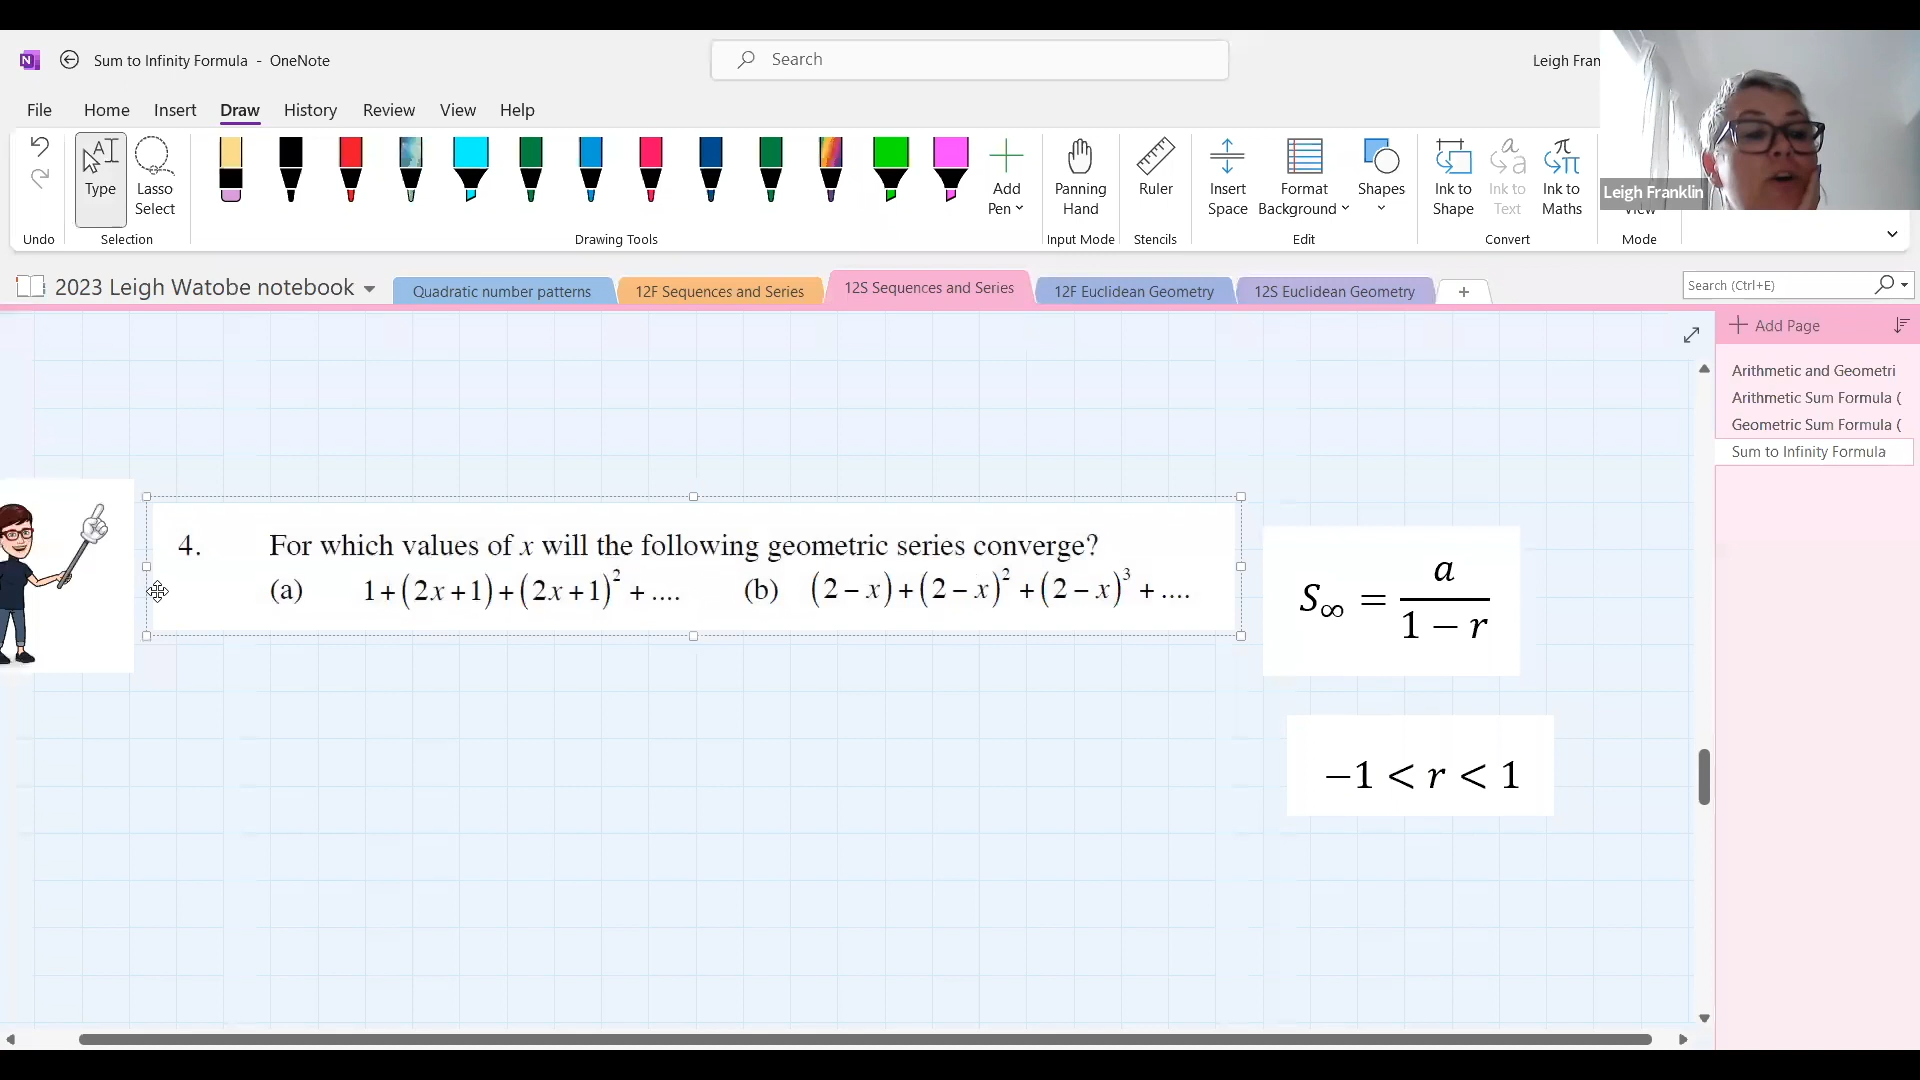 Sum to Infinity Formula - OneNote
Search
Leigh Fran
File Home Insert Draw History Review View Help
Type
Lasso Select
Add Pen
Panning Hand
Ruler
Insert Space
Format Background
Shapes
Ink to Shape
Ink to Text
Ink to Maths
View
Leigh Franklin
Undo Selection Drawing Tools Input Mode Stencils Edit Convert Mode
2023 Leigh Watobe notebook
Quadratic number patterns
12F Sequences and Series
12S Sequences and Series
12F Euclidean Geometry
12S Euclidean Geometry
+
Search (Ctrl+E)
Add Page
Arithmetic and Geometri
Arithmetic Sum Formula (
Geometric Sum Formula (
Sum to Infinity Formula
4. For which values of x will the following geometric series converge?
(a) 1+(2x+1)+(2x+1)²+.... (b) (2−x)+(2−x)²+(2−x)³+....
S∞ = a/(1 − r)
−1 < r < 1